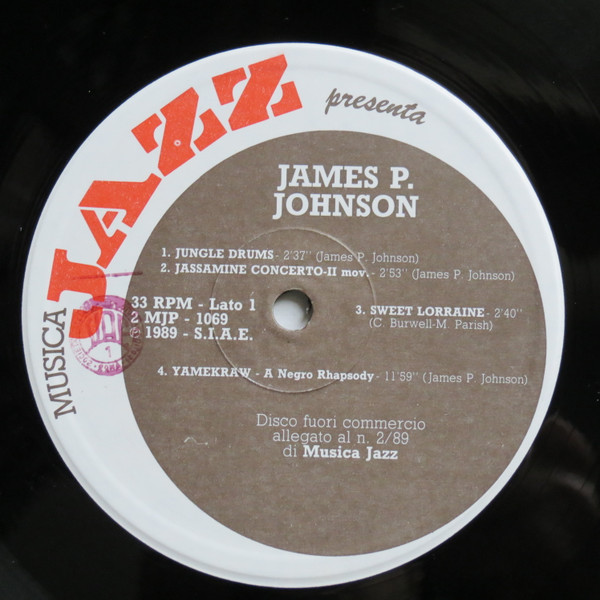 MUSICA
JAZZ
presenta
JAMES P.
JOHNSON
1. JUNGLE DRUMS - 2'37'' (James P. Johnson)
2. JASSAMINE CONCERTO-II mov. - 2'53'' (James P. Johnson)
33 RPM - Lato 1
2 MJP - 1069
© 1989 - S.I.A.E.
3. SWEET LORRAINE - 2'40''
(C. Burwell-M. Parish)
4. YAMEKRAW - A Negro Rhapsody - 11'59'' (James P. Johnson)
Disco fuori commercio
allegato al n. 2/89
di Musica Jazz